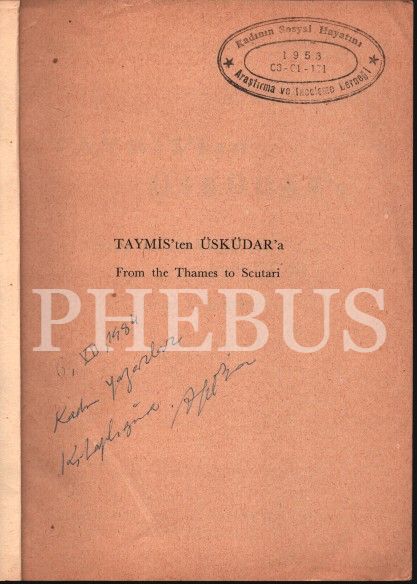 Kadının Sosyal Hayatını
1953
03-01-121
Araştırma ve İnceleme Derneği
TAYMİS'ten ÜSKÜDAR'a
From the Thames to Scutari
PHEBUS
Kadın Yazarları
Kitaplığına.